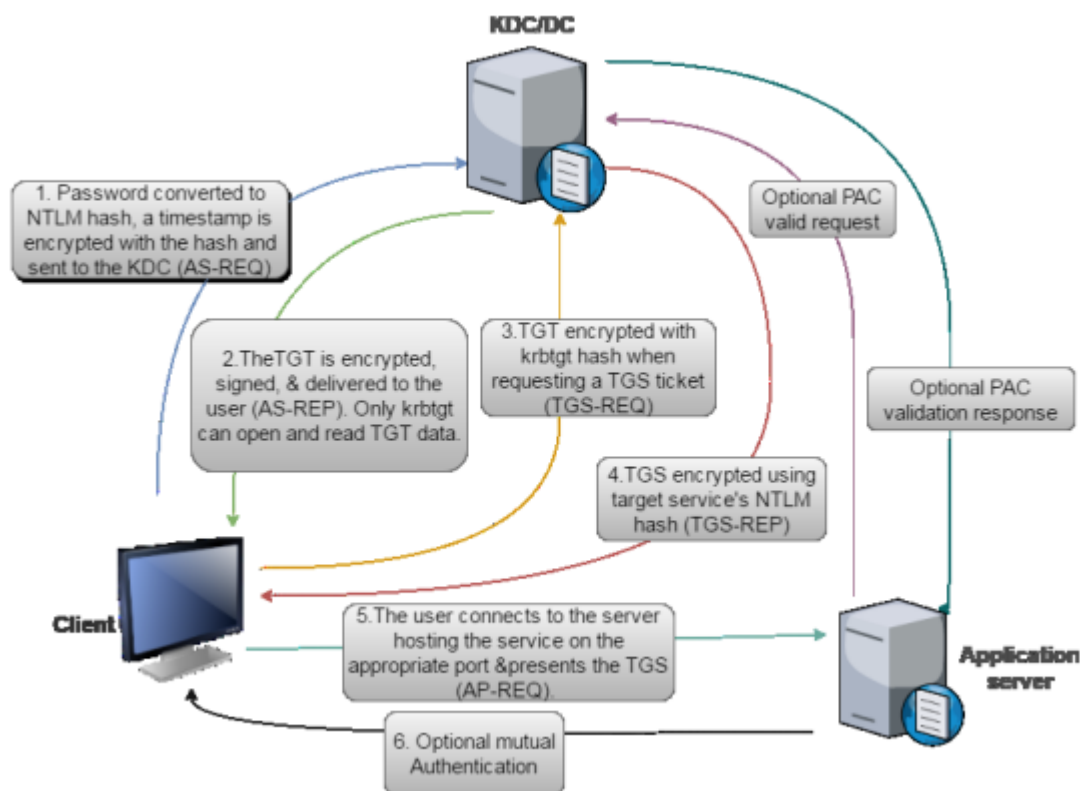 KDC/DC
1. Password converted to
NTLM hash, a timestamp is
encrypted with the hash and
sent to the KDC (AS-REQ)
Optional PAC
valid request
2.TheTGT is encrypted,
signed, & delivered to the
user (AS-REP). Only krbtgt
can open and read TGT data.
3.TGT encrypted with
krbtgt hash when
requesting a TGS ticket
(TGS-REQ)
Optional PAC
validation response
4.TGS encrypted using
target service's NTLM
hash (TGS-REP)
Client
5.The user connects to the server
hosting the service on the
appropriate port &presents the TGS
(AP-REQ).
Application
server
6. Optional mutual
Authentication